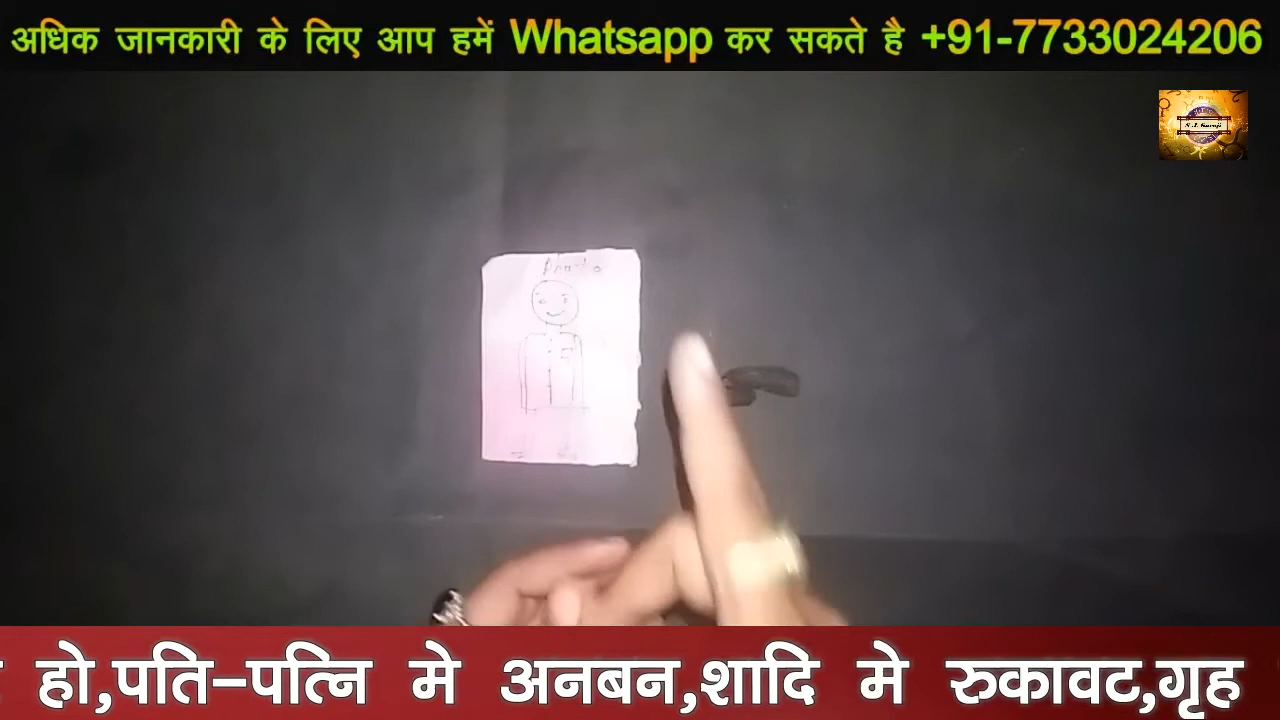 अधिक जानकारी के लिए आप हमें Whatsapp कर सकते है +91-7733024206
हो,पति-पत्नि मे अनबन,शादि मे रुकावट,गृह